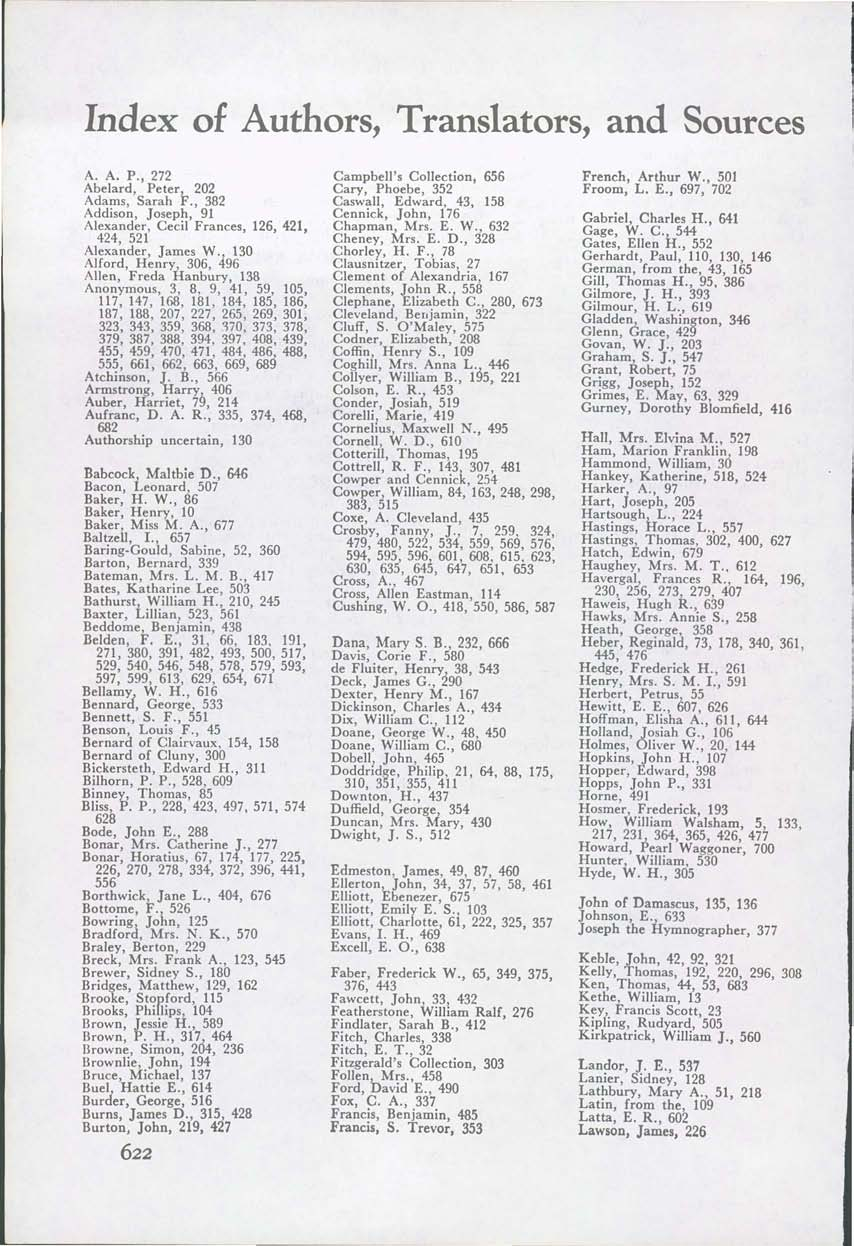 Index of Authors, Translators, and Sources
A. A. P., 272
Abelard, Peter, 202
Adams, Sarah F., 382
Addison, Joseph, 91
Alexander, Cecil Frances, 126, 421,
424, 521
Alexander, James W., 130
Alford, Henry, 306, 496
Allen, Freda Hanbury, 138
Anonymous, 3, 8, 9, 41, 59, 105,
117, 147, 168, 181, 184, 185, 186,
187, 188, 207, 227, 265, 269, 301,
323, 343, 359, 368, 370, 373, 378,
379, 387, 388, 394, 397, 408, 439,
455, 459, 470, 471, 484, 486, 488,
555, 661, 662, 663, 669, 689
Atchinson, J. B., 566
Armstrong, Harry, 406
Auber, Harriet, 79, 214
Aufranc, D. A. R., 335, 374, 468,
682
Authorship uncertain, 130
Babcock, Maltbie D., 646
Bacon, Leonard, 507
Baker, H. W., 86
Baker, Henry, 10
Baker, Miss M. A., 677
Baltzell, I., 657
Baring-Gould, Sabine, 52, 360
Barton, Bernard, 339
Bateman, Mrs. L. M. B., 417
Bates, Katharine Lee, 503
Bathurst, William H., 210, 245
Baxter, Lillian, 523, 561
Beddome, Benjamin, 438
Belden, F. E., 31, 66, 183, 191,
271, 380, 391, 482, 493, 500, 517,
529, 540, 546, 548, 578, 579, 593,
597, 599, 613, 629, 654, 671
Bellamy, W. H., 616
Bennard, George, 533
Bennett, S. F., 551
Benson, Louis F., 45
Bernard of Clairvaux, 154, 158
Bernard of Cluny, 300
Bickersteth, Edward H., 311
Bilhorn, P. P., 528, 609
Binney, Thomas, 85
Bliss, P. P., 228, 423, 497, 571, 574
628
Bode, John E., 288
Bonar, Mrs. Catherine J., 277
Bonar, Horatius, 67, 174, 177, 225,
226, 270, 278, 334, 372, 396, 441,
556
Borthwick, Jane L., 404, 676
Bottome, F., 526
Bowring, John, 125
Bradford, Mrs. N. K., 570
Braley, Berton, 229
Breck, Mrs. Frank A., 123, 545
Brewer, Sidney S., 180
Bridges, Matthew, 129, 162
Brooke, Stopford, 115
Brooks, Phillips, 104
Brown, Jessie H., 589
Brown, P. H., 317, 464
Browne, Simon, 204, 236
Brownlie, John, 194
Bruce, Michael, 137
Buel, Hattie E., 614
Burder, George, 516
Burns, James D., 315, 428
Burton, John, 219, 427
622
Campbell's Collection, 656
Cary, Phoebe, 352
Caswall, Edward, 43, 158
Cennick, John, 176
Chapman, Mrs. E. W., 632
Cheney, Mrs. E. D., 328
Chorley, H. F., 78
Clausnitzer, Tobias, 27
Clement of Alexandria, 167
Clements, John R., 558
Clephane, Elizabeth C., 280, 673
Cleveland, Benjamin, 322
Cluff, S. O'Maley, 575
Codner, Elizabeth, 208
Coffin, Henry S., 109
Coghill, Mrs. Anna L., 446
Collyer, William B., 195, 221
Colson, E. R., 453
Conder, Josiah, 519
Corelli, Marie, 419
Cornelius, Maxwell N., 495
Cornell, W. D., 610
Cotterill, Thomas, 195
Cottrell, R. F., 143, 307, 481
Cowper and Cennick, 254
Cowper, William, 84, 163, 248, 298,
383, 515
Coxe, A. Cleveland, 435
Crosby, Fanny, J., 7, 259, 324,
479, 480, 522, 534, 559, 569, 576,
594, 595, 596, 601, 608, 615, 623,
630, 635, 645, 647, 651, 653
Cross, A., 467
Cross, Allen Eastman, 114
Cushing, W. O., 418, 550, 586, 587
Dana, Mary S. B., 232, 666
Davis, Corie F., 580
de Fluiter, Henry, 38, 543
Deck, James G., 290
Dexter, Henry M., 167
Dickinson, Charles A., 434
Dix, William C., 112
Doane, George W., 48, 450
Doane, William C., 680
Dobell, John, 465
Doddridge, Philip, 21, 64, 88, 175,
310, 351, 355, 411
Downton, H., 437
Duffield, George, 354
Duncan, Mrs. Mary, 430
Dwight, J. S., 512
Edmeston, James, 49, 87, 460
Ellerton, John, 34, 37, 57, 58, 461
Elliott, Ebenezer, 675
Elliott, Emily E. S., 103
Elliott, Charlotte, 61, 222, 325, 357
Evans, I. H., 469
Excell, E. O., 638
Faber, Frederick W., 65, 349, 375,
376, 443
Fawcett, John, 33, 432
Featherstone, William Ralf, 276
Findlater, Sarah B., 412
Fitch, Charles, 338
Fitch, E. T., 32
Fitzgerald's Collection, 303
Follen, Mrs., 458
Ford, David E., 490
Fox, C. A., 337
Francis, Benjamin, 485
Francis, S. Trevor, 353
French, Arthur W., 501
Froom, L. E., 697, 702
Gabriel, Charles H., 641
Gage, W. C., 544
Gates, Ellen H., 552
Gerhardt, Paul, 110, 130, 146
German, from the, 43, 165
Gill, Thomas H., 95, 386
Gilmore, J. H., 393
Gilmour, H. L., 619
Gladden, Washington, 346
Glenn, Grace, 429
Govan, W. J., 203
Graham, S. J., 547
Grant, Robert, 75
Grigg, Joseph, 152
Grimes, E. May, 63, 329
Gurney, Dorothy Blomfield, 416
Hall, Mrs. Elvina M., 527
Ham, Marion Franklin, 198
Hammond, William, 30
Hankey, Katherine, 518, 524
Harker, A., 97
Hart, Joseph, 205
Hartsough, L., 224
Hastings, Horace L., 557
Hastings, Thomas, 302, 400, 627
Hatch, Edwin, 679
Haughey, Mrs. M. T., 612
Havergal, Frances R., 164, 196,
230, 256, 273, 279, 407
Haweis, Hugh R., 639
Hawks, Mrs. Annie S., 258
Heath, George, 358
Heber, Reginald, 73, 178, 340, 361,
445, 476
Hedge, Frederick H., 261
Henry, Mrs. S. M. I., 591
Herbert, Petrus, 55
Hewitt, E. E., 607, 626
Hoffman, Elisha A., 611, 644
Holland, Josiah G., 106
Holmes, Oliver W., 20, 144
Hopkins, John H., 107
Hopper, Edward, 398
Hopps, John P., 331
Horne, 491
Hosmer, Frederick, 193
How, William Walsham, 5, 133,
217, 231, 364, 365, 426, 477
Howard, Pearl Waggoner, 700
Hunter, William, 530
Hyde, W. H., 305
John of Damascus, 135, 136
Johnson, E., 633
Joseph the Hymnographer, 377
Keble, John, 42, 92, 321
Kelly, Thomas, 192, 220, 296, 308
Ken, Thomas, 44, 53, 683
Kethe, William, 13
Key, Francis Scott, 23
Kipling, Rudyard, 505
Kirkpatrick, William J., 560
Landor, J. E., 537
Lanier, Sidney, 128
Lathbury, Mary A., 51, 218
Latin, from the, 109
Latta, E. R., 602
Lawson, James, 226